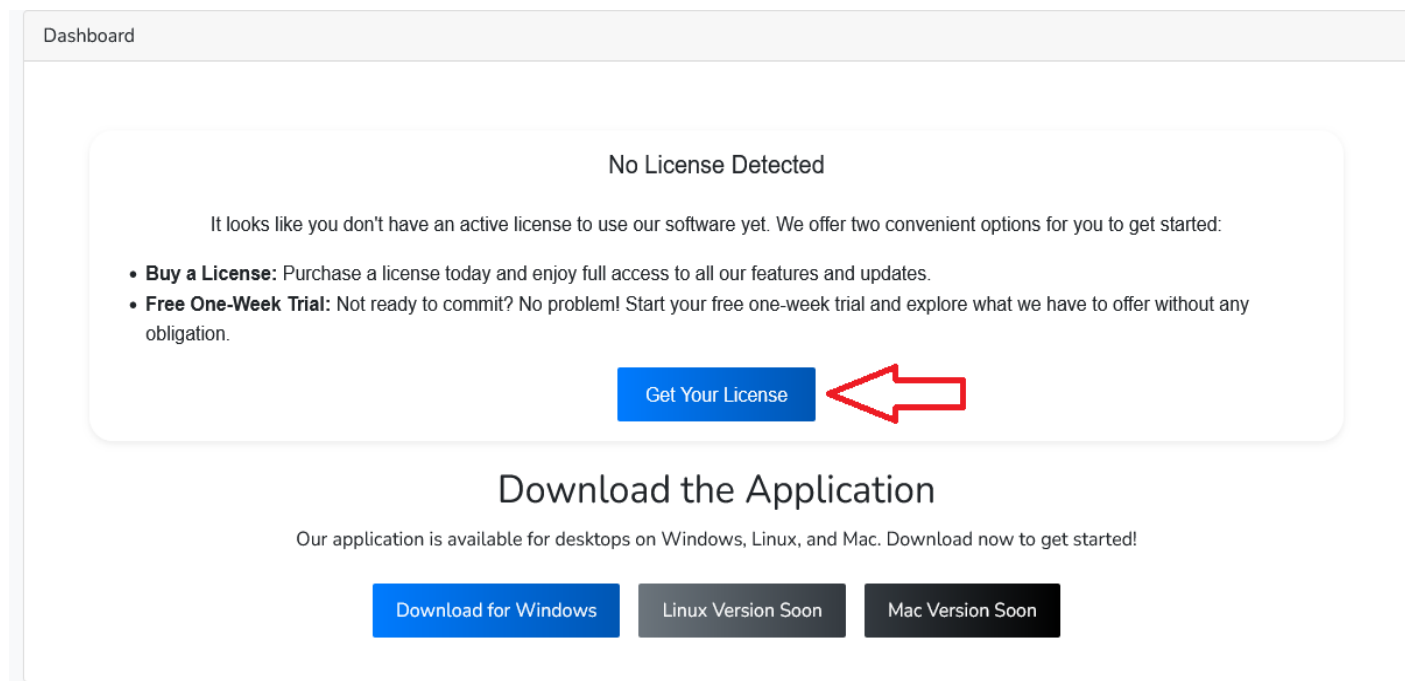 Dashboard
No License Detected
It looks like you don't have an active license to use our software yet. We offer two convenient options for you to get started:
• Buy a License: Purchase a license today and enjoy full access to all our features and updates.
• Free One-Week Trial: Not ready to commit? No problem! Start your free one-week trial and explore what we have to offer without any
obligation.
Get Your License
Download the Application
Our application is available for desktops on Windows, Linux, and Mac. Download now to get started!
Download for Windows
Linux Version Soon
Mac Version Soon